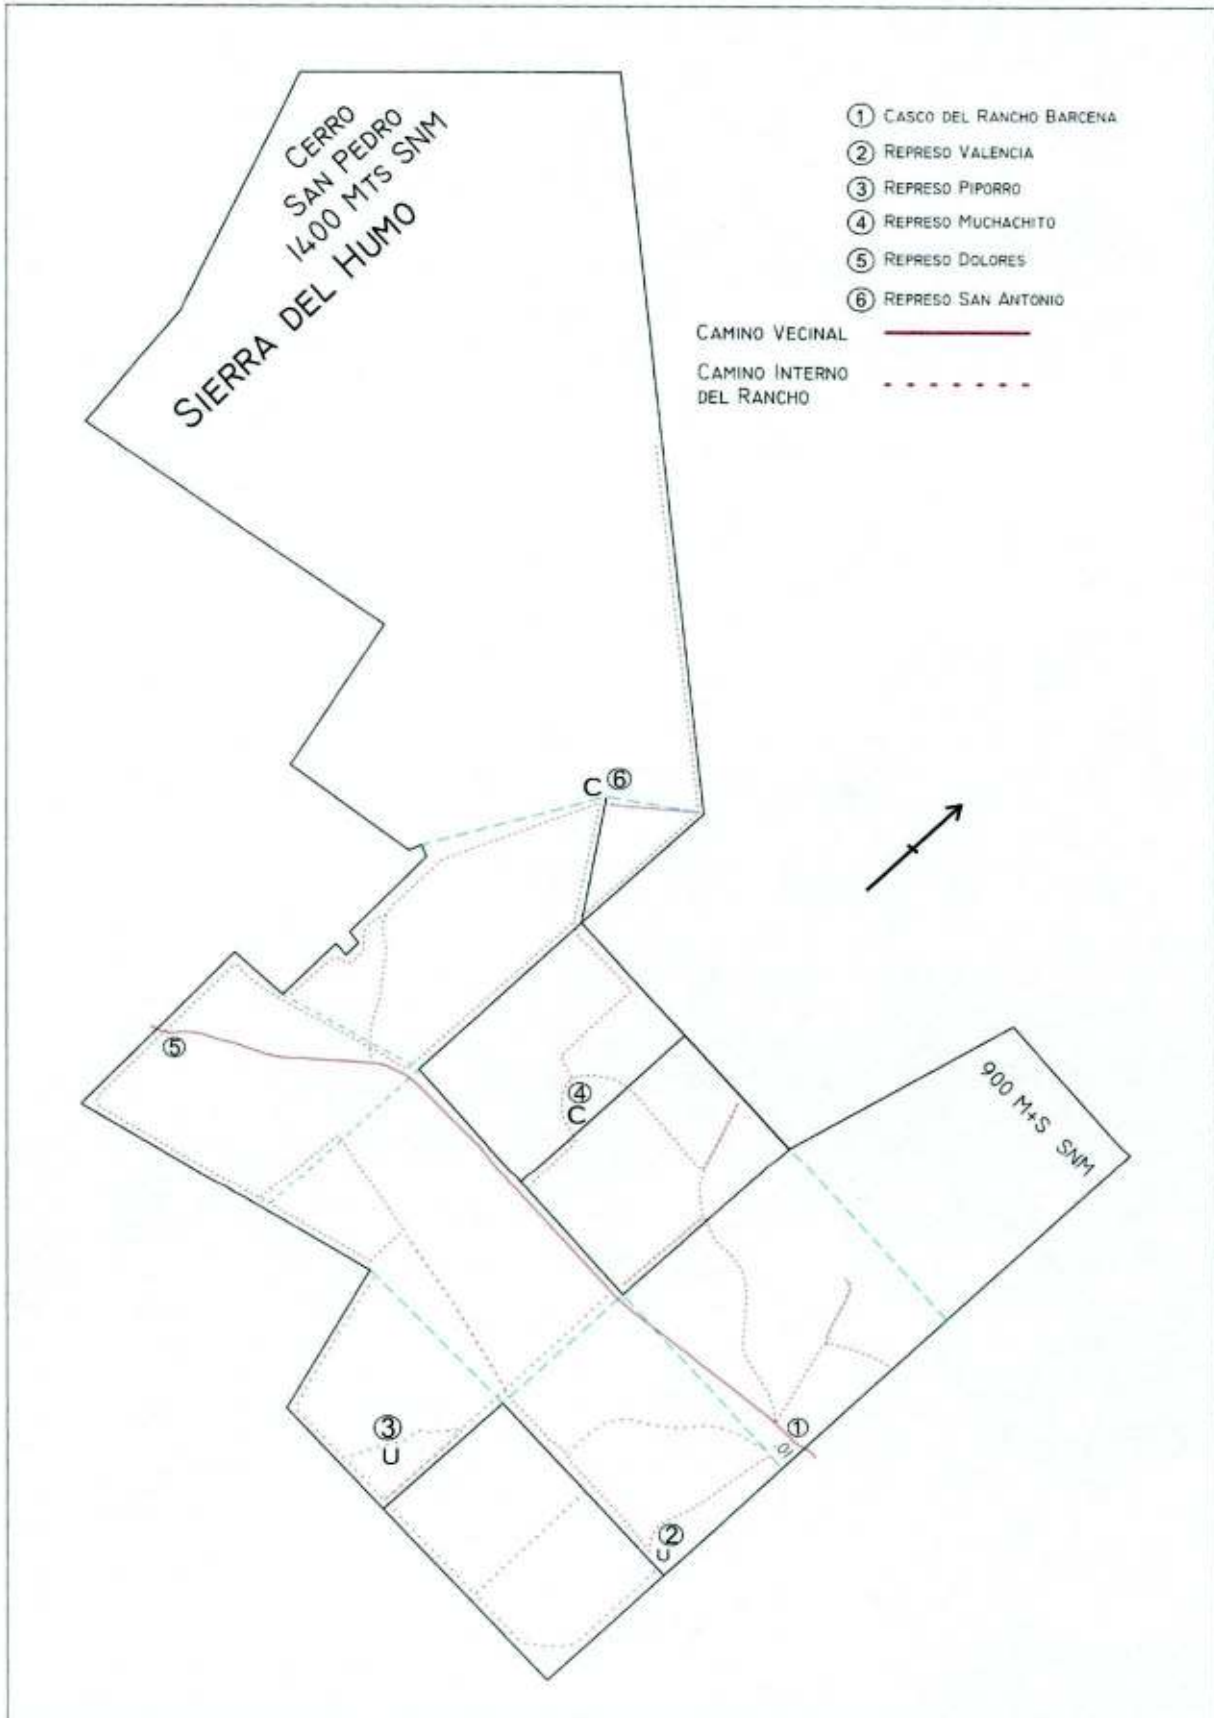 CERRO
SAN PEDRO
1400 MTS SNM
SIERRA DEL HUMO
1 CASCO DEL RANCHO BARCENA
2 REPRESO VALENCIA
3 REPRESO PIPORRO
4 REPRESO MUCHACHITO
5 REPRESO DOLORES
6 REPRESO SAN ANTONIO
CAMINO VECINAL
CAMINO INTERNO
DEL RANCHO
C 6
5
4
C
900 M+S SNM
3
U
1
2
U